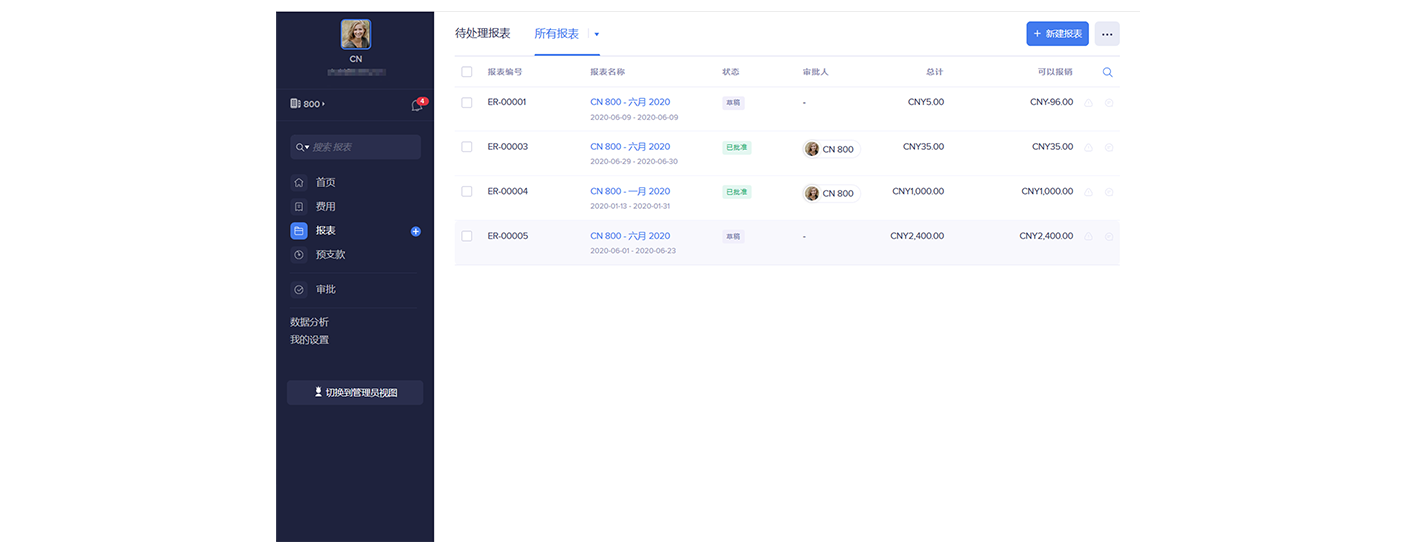 CN
800
4
搜索 报表
首页
费用
报表
预支款
审批
数据分析
我的设置
切换到管理员视图
待处理报表 所有报表
+ 新建报表 ...
报表编号 报表名称 状态 审批人 总计 可以报销
ER-00001 CN 800 - 六月 2020 草稿 - CNY5.00 CNY-96.00
2020-06-09 - 2020-06-09
ER-00003 CN 800 - 六月 2020 已批准 CN 800 CNY35.00 CNY35.00
2020-06-29 - 2020-06-30
ER-00004 CN 800 - 一月 2020 已批准 CN 800 CNY1,000.00 CNY1,000.00
2020-01-13 - 2020-01-31
ER-00005 CN 800 - 六月 2020 草稿 - CNY2,400.00 CNY2,400.00
2020-06-01 - 2020-06-23